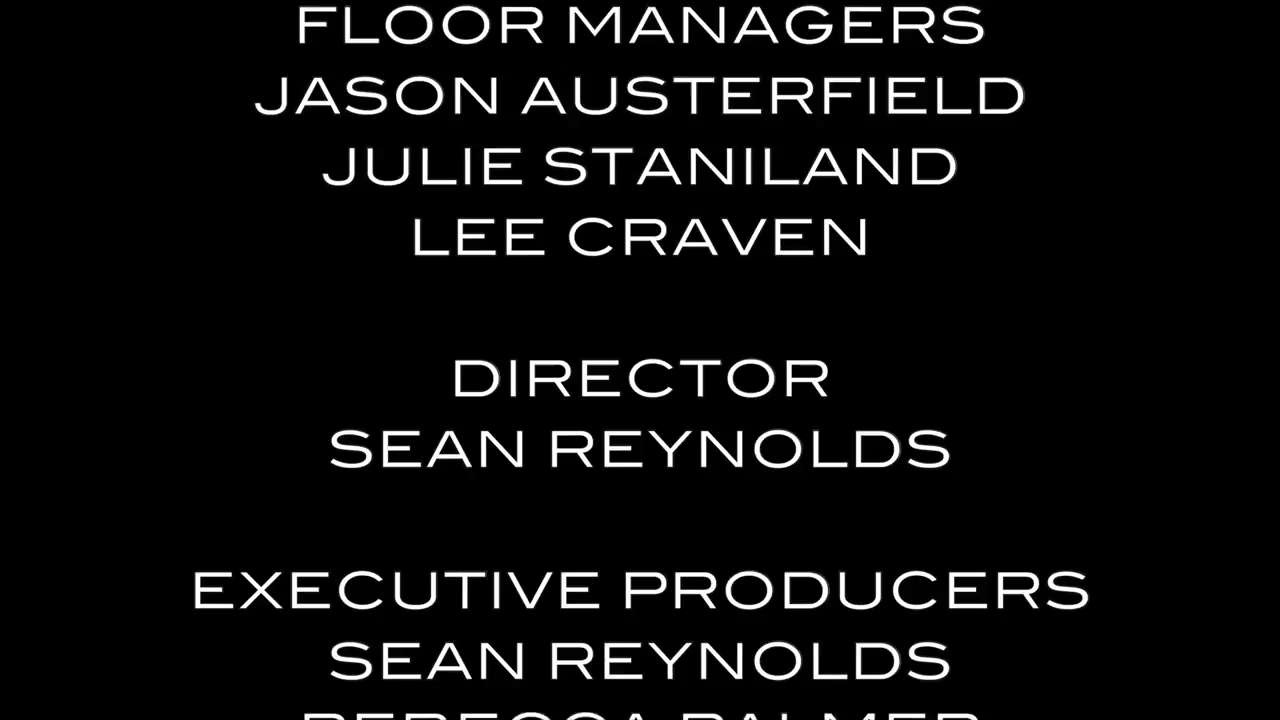 FLOOR MANAGERS
JASON AUSTERFIELD
JULIE STANILAND
LEE CRAVEN
DIRECTOR
SEAN REYNOLDS
EXECUTIVE PRODUCERS
SEAN REYNOLDS
REBECCA PALMER